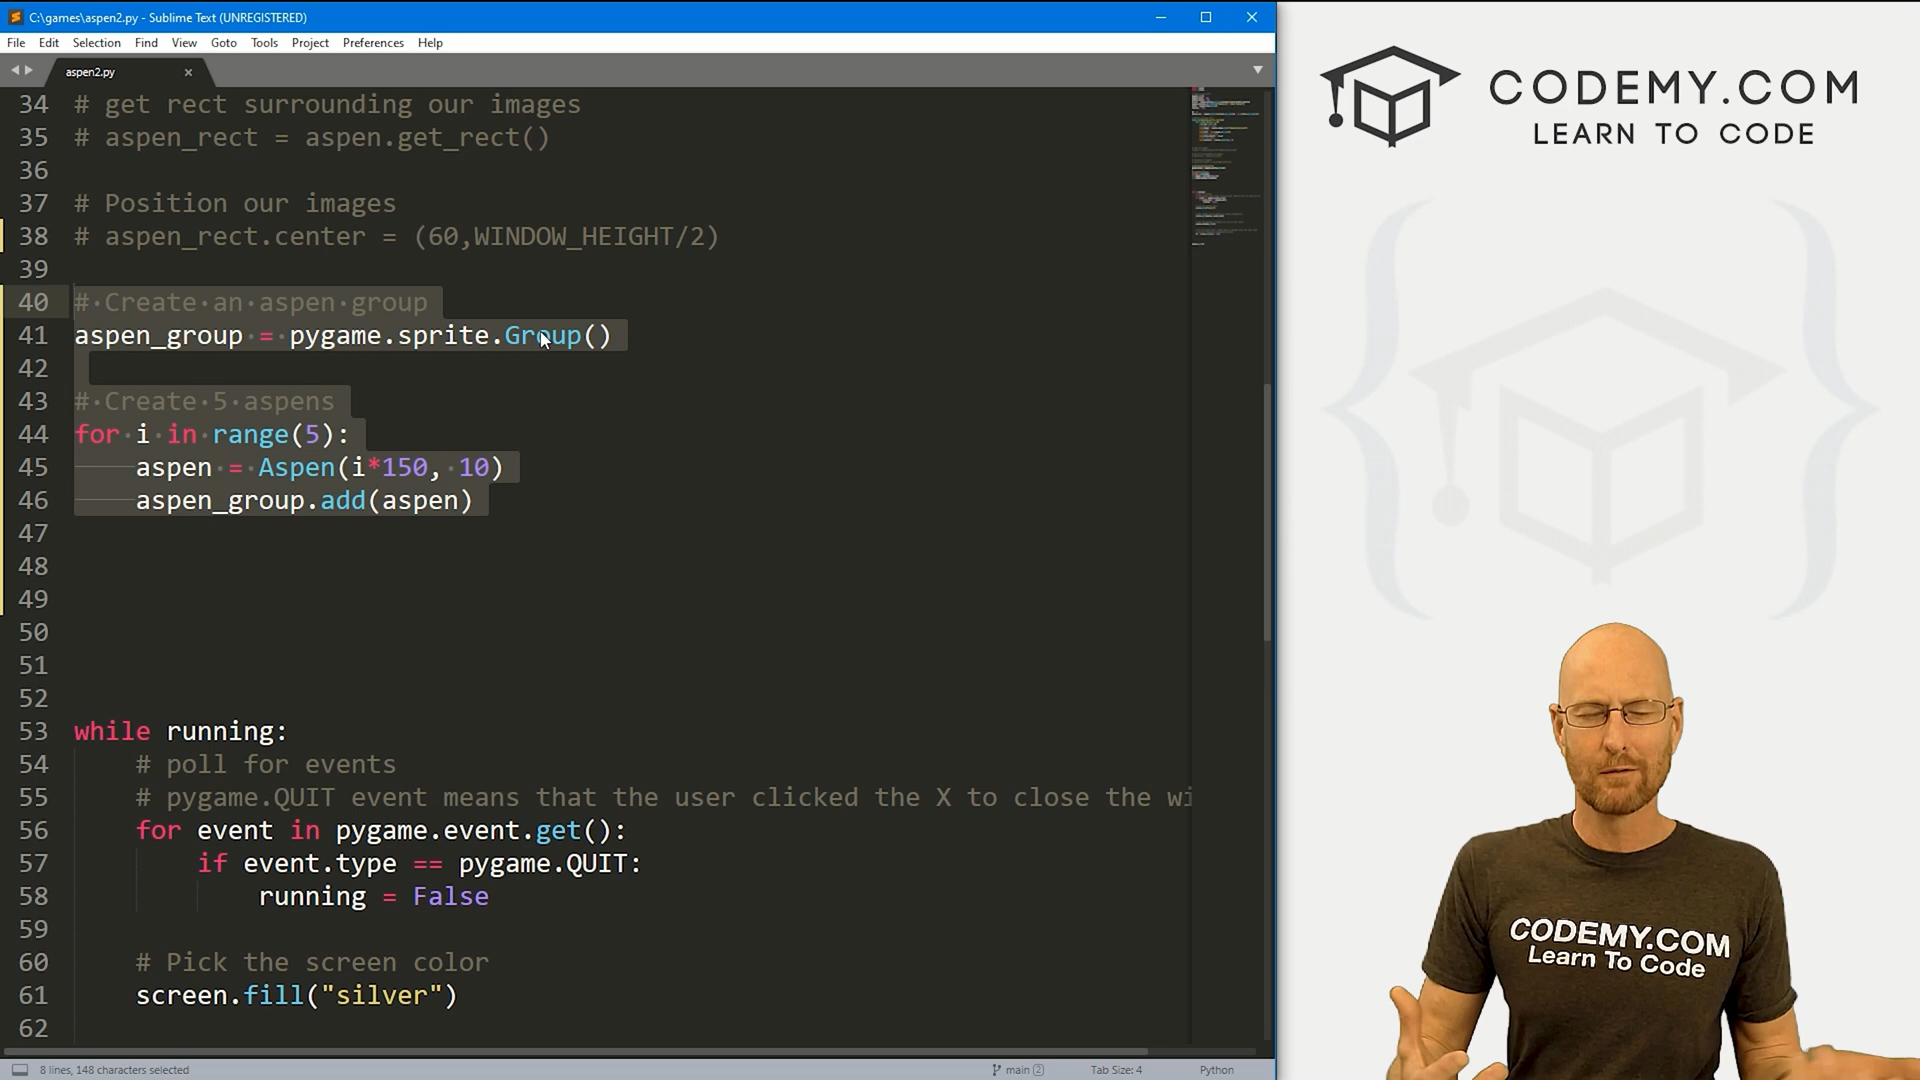 C:\games\aspen2.py - Sublime Text (UNREGISTERED)
File Edit Selection Find View Goto Tools Project Preferences Help
aspen2.py
34 # get rect surrounding our images
35 # aspen_rect = aspen.get_rect()
36
37 # Position our images
38 # aspen_rect.center = (60,WINDOW_HEIGHT/2)
39
40 # Create an aspen group
41 aspen_group = pygame.sprite.Group()
42
43 # Create 5 aspens
44 for i in range(5):
45 aspen = Aspen(i*150, 10)
46 aspen_group.add(aspen)
47
48
49
50
51
52
53 while running:
54 # poll for events
55 # pygame.QUIT event means that the user clicked the X to close the wi
56 for event in pygame.event.get():
57 if event.type == pygame.QUIT:
58 running = False
59
60 # Pick the screen color
61 screen.fill("silver")
62
8 lines, 148 characters selected
main (2)
Tab Size: 4
Python
CODEMY.COM
LEARN TO CODE
CODEMY.COM
Learn To Code